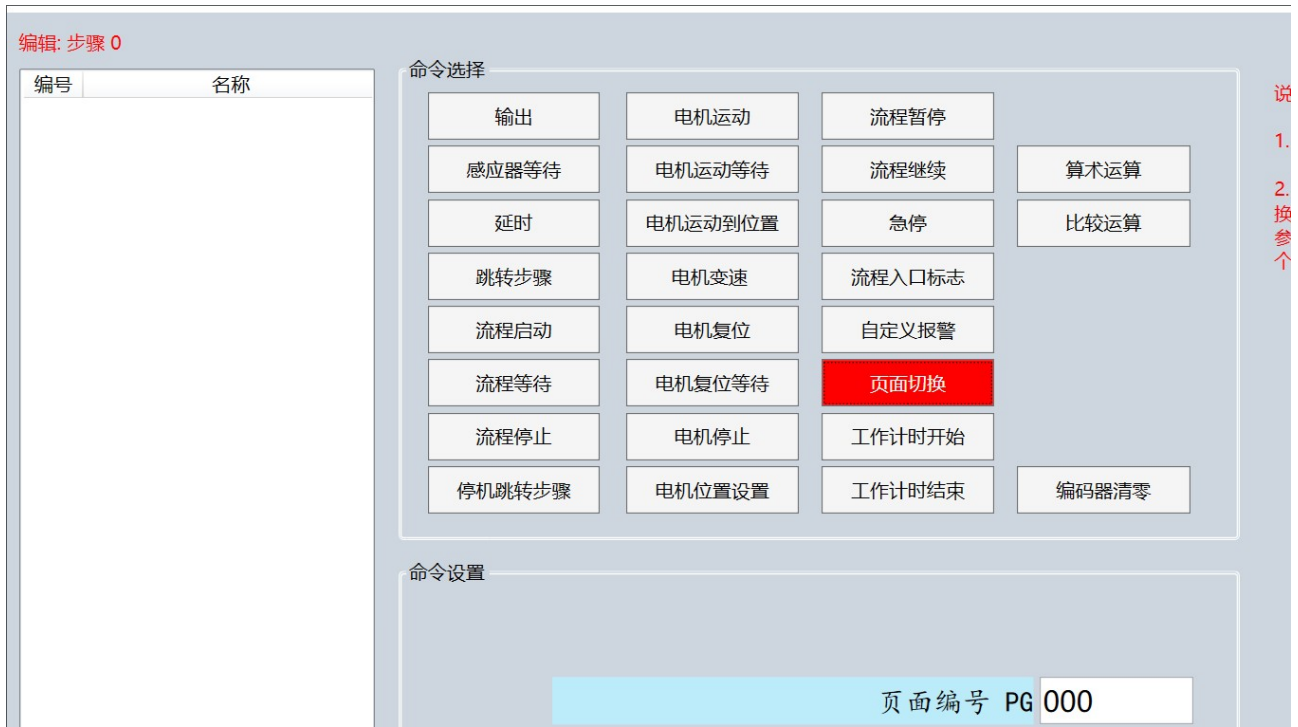 编辑: 步骤 0
编号 名称
命令选择
输出 电机运动 流程暂停
感应器等待 电机运动等待 流程继续 算术运算
延时 电机运动到位置 急停 比较运算
跳转步骤 电机变速 流程入口标志
流程启动 电机复位 自定义报警
流程等待 电机复位等待 页面切换
流程停止 电机停止 工作计时开始
停机跳转步骤 电机位置设置 工作计时结束 编码器清零
命令设置
页面编号 PG 000
说
1.
2.
换
参
个